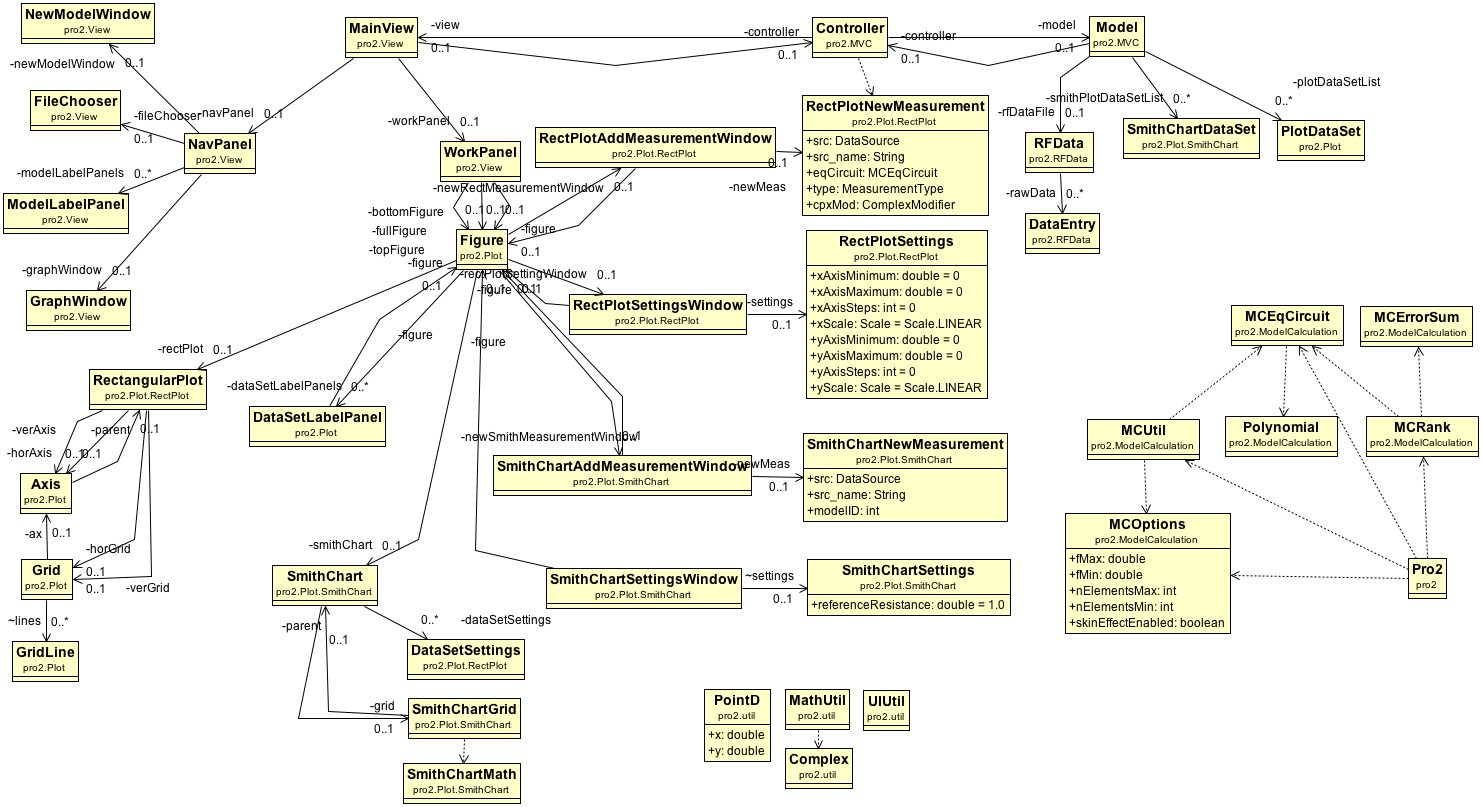 NewModelWindow
pro2.View
MainView
pro2.View
-view
0..1
-controller
0..1
Controller
pro2.MVC
-controller
0..1
-model
0..1
Model
pro2.MVC
-newModelWindow
0..1
FileChooser
pro2.View
-fileChooser
0..1
-navPanel
0..1
NavPanel
pro2.View
-modelLabelPanels
0..*
ModelLabelPanel
pro2.View
-graphWindow
0..1
GraphWindow
pro2.View
-workPanel
0..1
WorkPanel
pro2.View
RectPlotAddMeasurementWindow
pro2.Plot.RectPlot
0..1
-newMeas
RectPlotNewMeasurement
pro2.Plot.RectPlot
+src: DataSource
+src_name: String
+eqCircuit: MCEqCircuit
+type: MeasurementType
+cpxMod: ComplexModifier
-rfDataFile
0..1
-smithPlotDataSetList
0..*
-plotDataSetList
0..*
RFData
pro2.RFData
SmithChartDataSet
pro2.Plot.SmithChart
PlotDataSet
pro2.Plot
-rawData
0..*
DataEntry
pro2.RFData
-newRectMeasurementWindow
0..1
-bottomFigure
0..1
-fullFigure
0..1
-topFigure
0..1
-figure
0..1
Figure
pro2.Plot
-figure
0..1
-rectPlotSettingWindow
0..1
-figure
0..1
0..1
RectPlotSettingsWindow
pro2.Plot.RectPlot
-settings
0..1
RectPlotSettings
pro2.Plot.RectPlot
+xAxisMinimum: double = 0
+xAxisMaximum: double = 0
+xAxisSteps: int = 0
+xScale: Scale = Scale.LINEAR
+yAxisMinimum: double = 0
+yAxisMaximum: double = 0
+yAxisSteps: int = 0
+yScale: Scale = Scale.LINEAR
-figure
-figure
-rectPlot
0..1
RectangularPlot
pro2.Plot.RectPlot
-dataSetLabelPanels
0..*
DataSetLabelPanel
pro2.Plot
-verAxis
-parent
0..1
-horAxis
0..1
0..1
Axis
pro2.Plot
-ax
0..1
-horGrid
0..1
Grid
pro2.Plot
0..1
-verGrid
~lines
0..*
GridLine
pro2.Plot
-newSmithMeasurementWindow
0..1
SmithChartAddMeasurementWindow
pro2.Plot.SmithChart
-newMeas
0..1
SmithChartNewMeasurement
pro2.Plot.SmithChart
+src: DataSource
+src_name: String
+modelID: int
-smithChart
0..1
SmithChart
pro2.Plot.SmithChart
SmithChartSettingsWindow
pro2.Plot.SmithChart
~settings
0..1
SmithChartSettings
pro2.Plot.SmithChart
+referenceResistance: double = 1.0
-parent
0..1
0..*
-dataSetSettings
DataSetSettings
pro2.Plot.RectPlot
-grid
0..1
SmithChartGrid
pro2.Plot.SmithChart
SmithChartMath
pro2.Plot.SmithChart
PointD
pro2.util
+x: double
+y: double
MathUtil
pro2.util
UIUtil
pro2.util
Complex
pro2.util
MCEqCircuit
pro2.ModelCalculation
MCErrorSum
pro2.ModelCalculation
MCUtil
pro2.ModelCalculation
Polynomial
pro2.ModelCalculation
MCRank
pro2.ModelCalculation
MCOptions
pro2.ModelCalculation
+fMax: double
+fMin: double
+nElementsMax: int
+nElementsMin: int
+skinEffectEnabled: boolean
Pro2
pro2